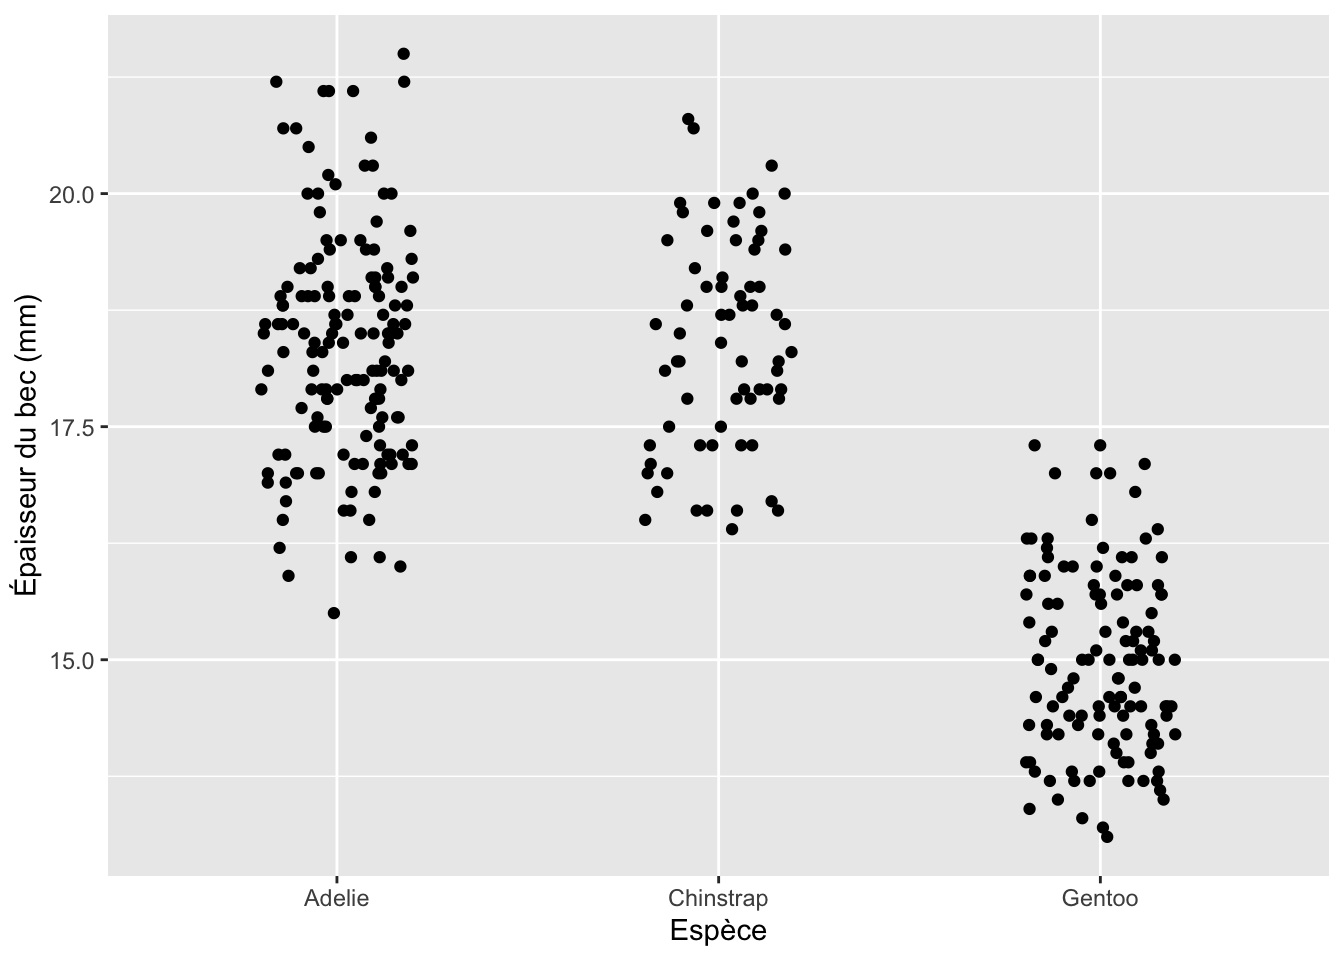 Épaisseur du bec (mm)
20.0
17.5
15.0
Adelie
Chinstrap
Gentoo
Espèce